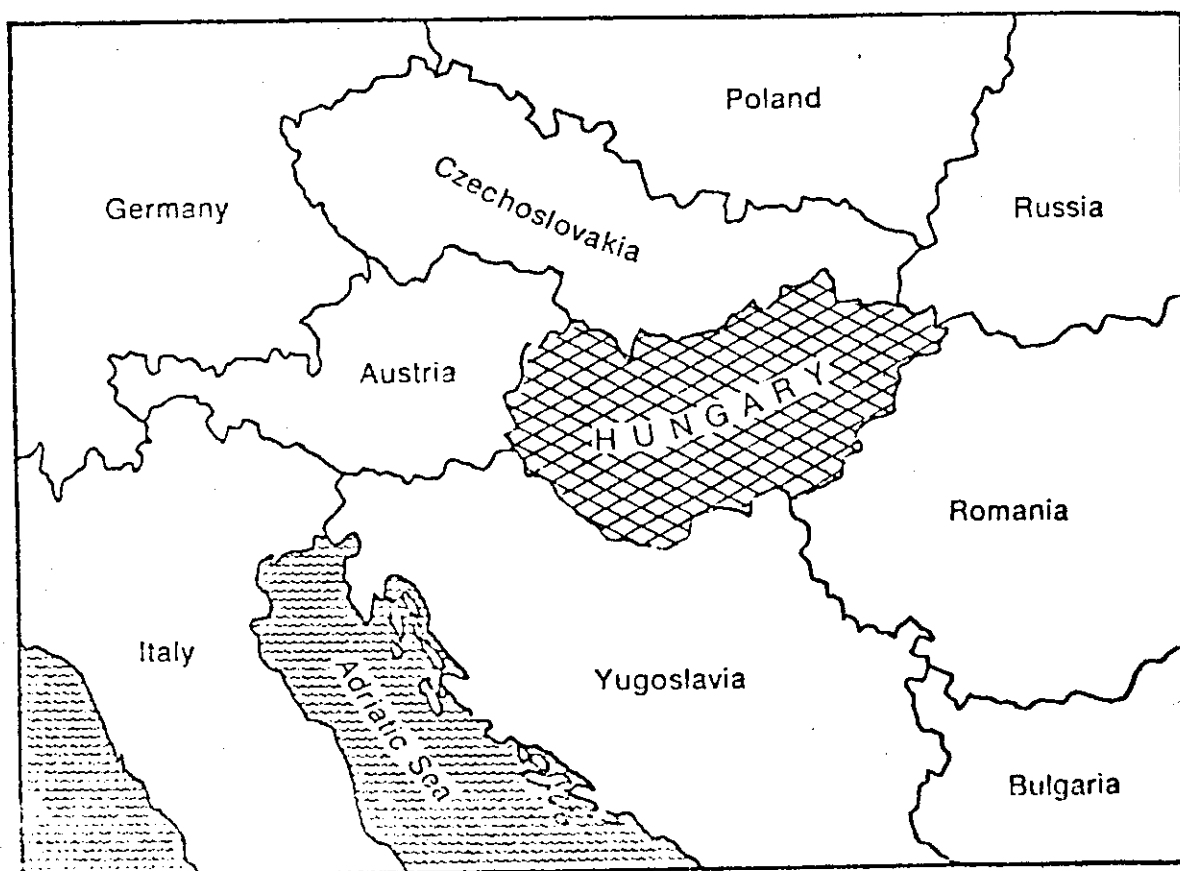 Poland
Czechoslovakia
Germany
Russia
Austria
HUNGARY
Romania
Italy
Yugoslavia
Adriatic Sea
Bulgaria